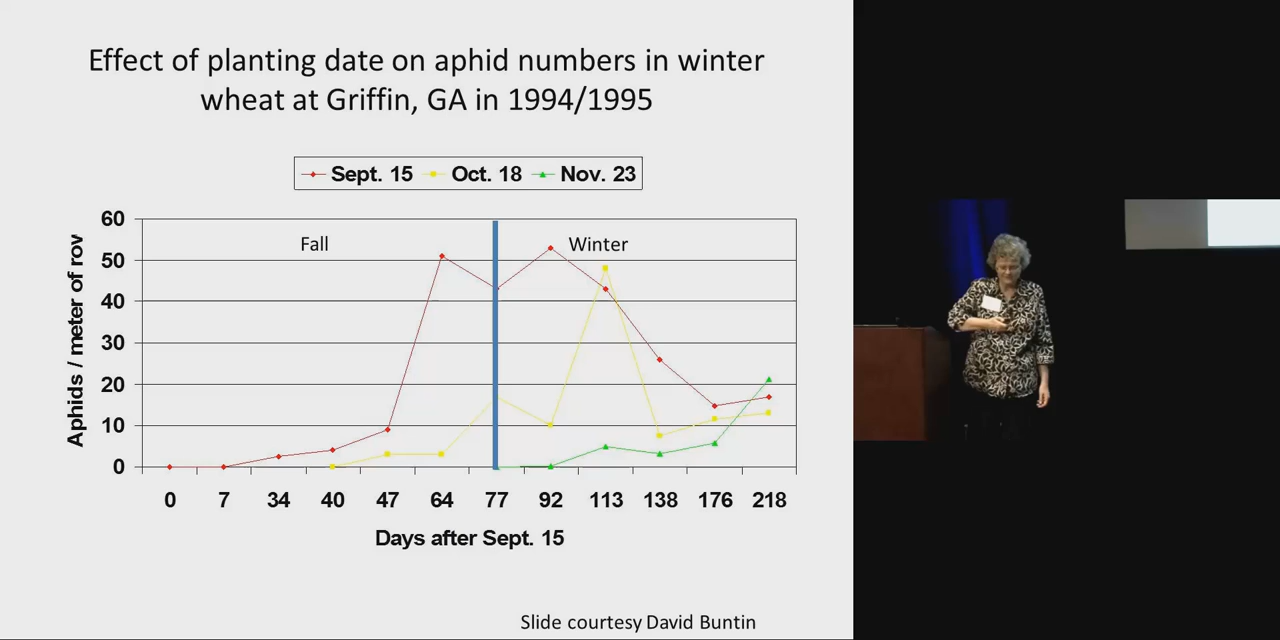 Effect of planting date on aphid numbers in winter
wheat at Griffin, GA in 1994/1995
Sept. 15 Oct. 18 Nov. 23
60
50
40
30
20
10
0
Aphids / meter of rov
Fall
Winter
0 7 34 40 47 64 77 92 113 138 176 218
Days after Sept. 15
Slide courtesy David Buntin